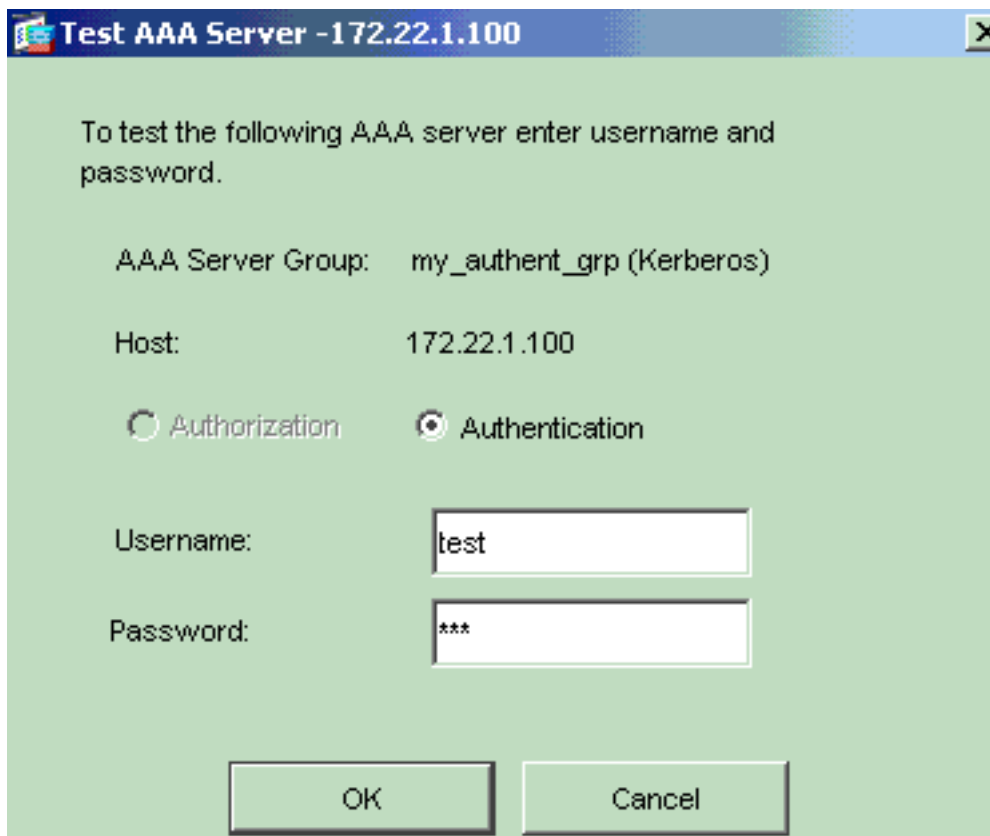 Test AAA Server -172.22.1.100
To test the following AAA server enter username and
password.
AAA Server Group: my_authent_grp (Kerberos)
Host: 172.22.1.100
Authorization Authentication
Username: test
Password: ***
OK Cancel